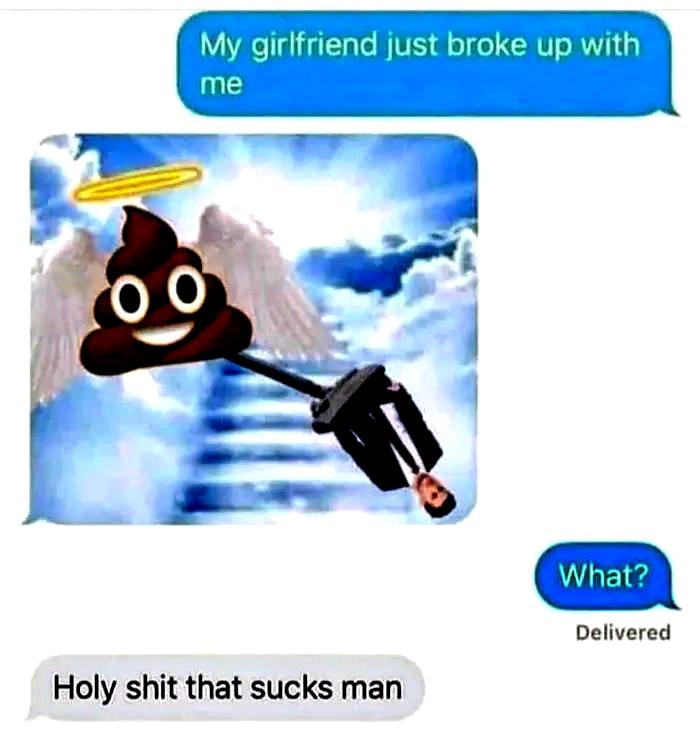 My girlfriend just broke up with
me
What?
Delivered
Holy shit that sucks man